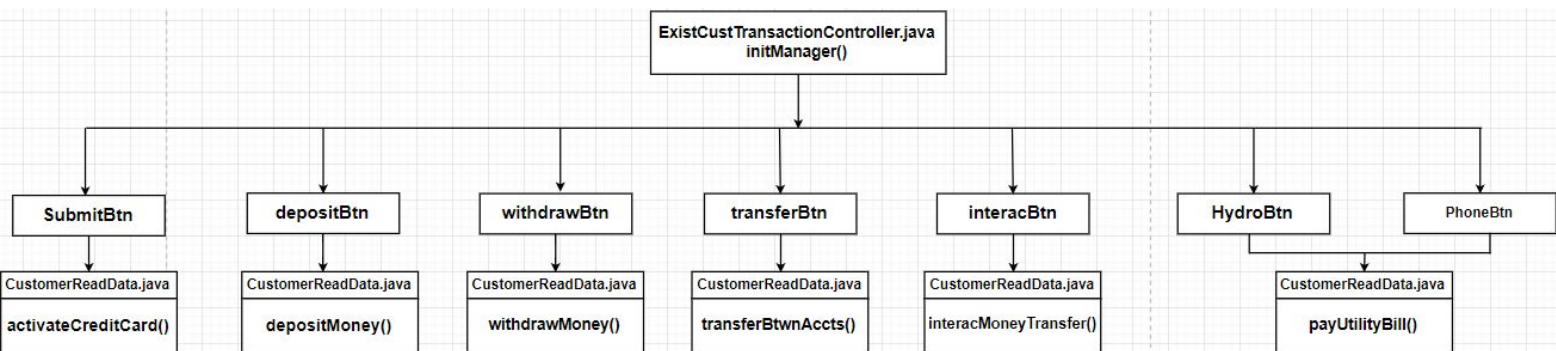 ExistCustTransactionController.java
initManager()
SubmitBtn
depositBtn
withdrawBtn
transferBtn
interacBtn
HydroBtn
PhoneBtn
CustomerReadData.java
activateCreditCard()
CustomerReadData.java
depositMoney()
CustomerReadData.java
withdrawMoney()
CustomerReadData.java
transferBtwnAccts()
CustomerReadData.java
interacMoneyTransfer()
CustomerReadData.java
payUtilityBill()